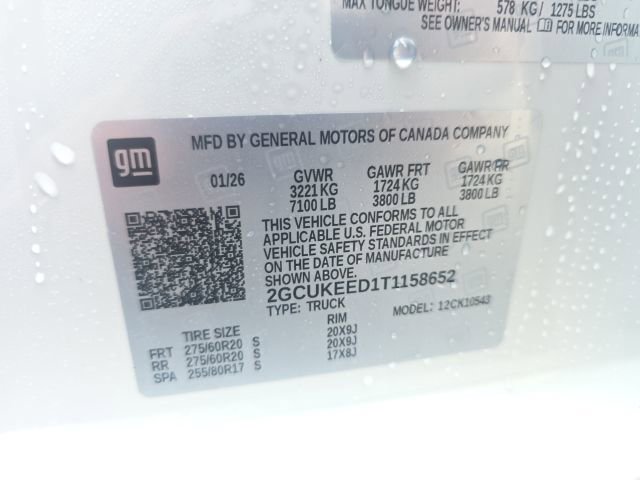 MAX TONGUE WEIGHT: 578 KG/ 1275 LBS
SEE OWNER'S MANUAL FOR MORE INFORMA
gm
MFD BY GENERAL MOTORS OF CANADA COMPANY
01/26 GVWR GAWR FRT GAWR RR
3221 KG 1724 KG 1724 KG
7100 LB 3800 LB 3800 LB
THIS VEHICLE CONFORMS TO ALL
APPLICABLE U.S. FEDERAL MOTOR
VEHICLE SAFETY STANDARDS IN EFFECT
ON THE DATE OF MANUFACTURE
SHOWN ABOVE.
2GCUKEED1T1158652
TYPE: TRUCK MODEL: 12CK10543
TIRE SIZE RIM
FRT 275/60R20 S 20X9J
RR 275/60R20 S 20X9J
SPA 255/80R17 S 17X8J